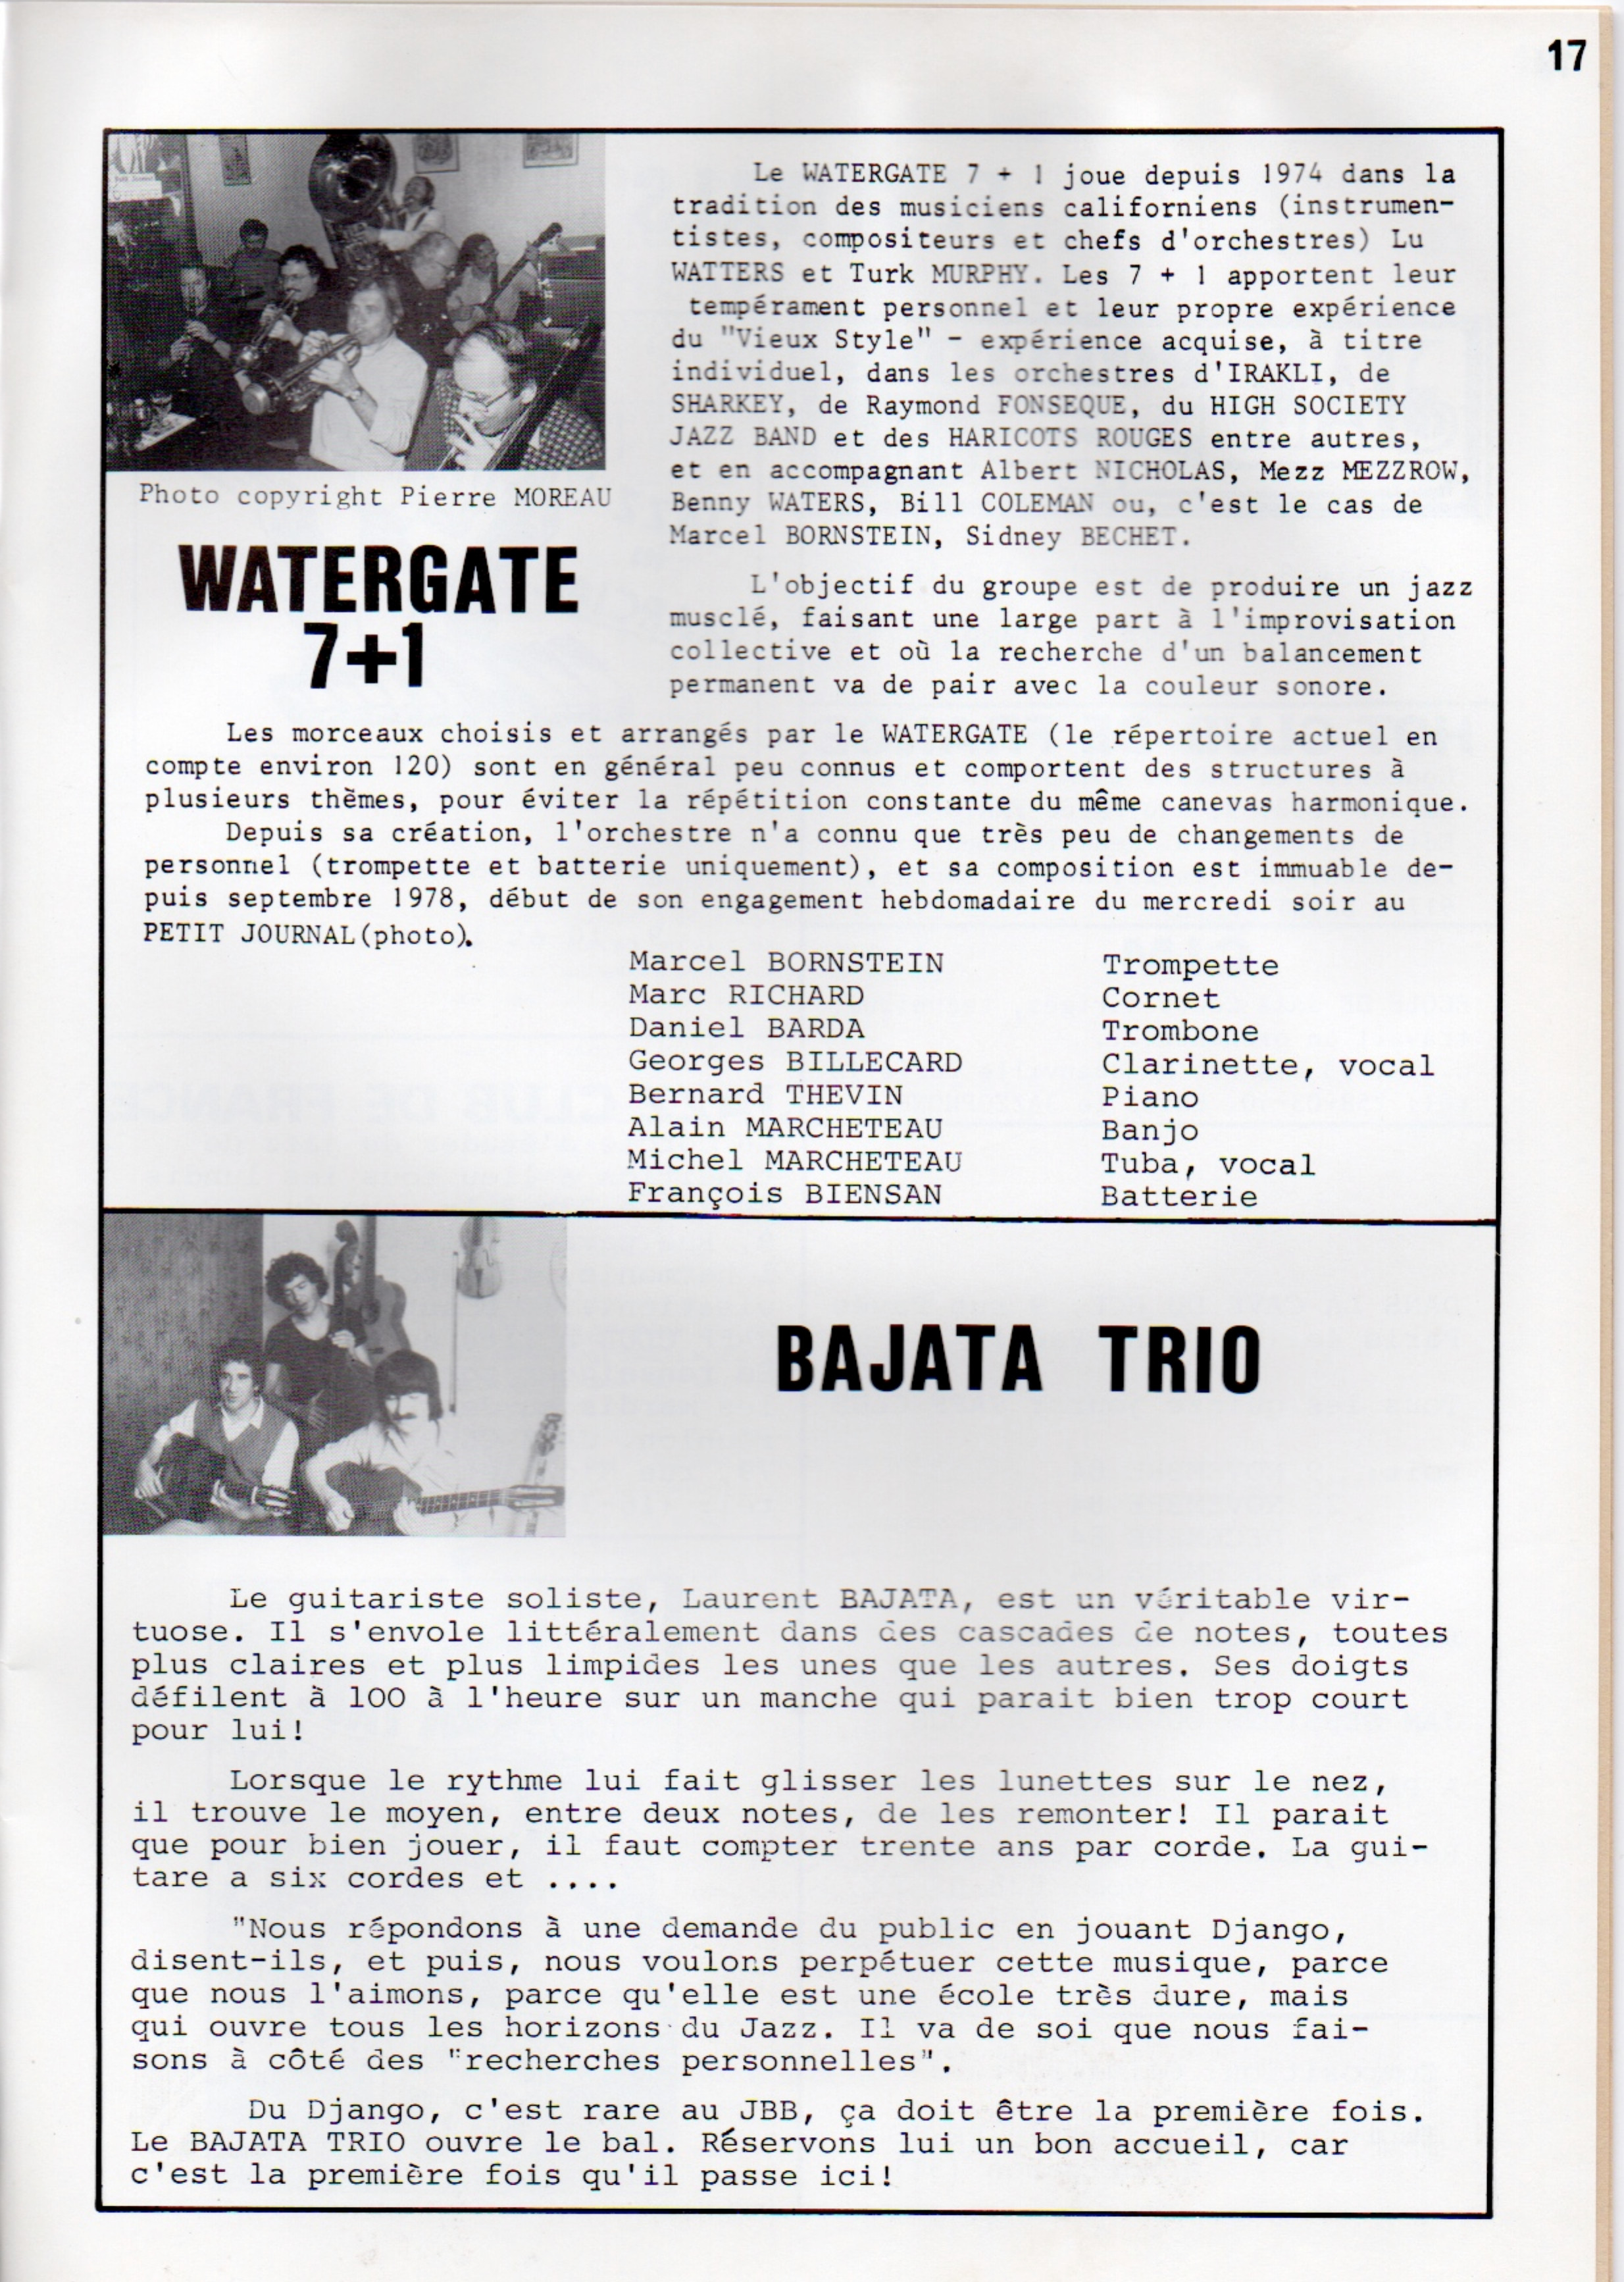 17
Le WATERGATE 7 + 1 joue depuis 1974 dans la
tradition des musiciens californiens (instrumen-
tistes, compositeurs et chefs d'orchestres) Lu
WATTERS et Turk MURPHY. Les 7 + 1 apportent leur
tempérament personnel et leur propre expérience
du "Vieux Style" - expérience acquise, à titre
individuel, dans les orchestres d'IRAKLI, de
SHARKEY, de Raymond FONSEQUE, du HIGH SOCIETY
JAZZ BAND et des HARICOTS ROUGES entre autres,
et en accompagnant Albert NICHOLAS, Mezz MEZZROW,
Benny WATERS, Bill COLEMAN ou, c'est le cas de
Marcel BORNSTEIN, Sidney BECHET.
Photo copyright Pierre MOREAU
WATERGATE
7+1
L'objectif du groupe est de produire un jazz
musclé, faisant une large part à l'improvisation
collective et où la recherche d'un balancement
permanent va de pair avec la couleur sonore.
Les morceaux choisis et arrangés par le WATERGATE (le répertoire actuel en
compte environ 120) sont en général peu connus et comportent des structures à
plusieurs thèmes, pour éviter la répétition constante du même canevas harmonique.
Depuis sa création, l'orchestre n'a connu que très peu de changements de
personnel (trompette et batterie uniquement), et sa composition est immuable de-
puis septembre 1978, début de son engagement hebdomadaire du mercredi soir au
PETIT JOURNAL(photo).
Marcel BORNSTEIN Trompette
Marc RICHARD Cornet
Daniel BARDA Trombone
Georges BILLECARD Clarinette, vocal
Bernard THEVIN Piano
Alain MARCHETEAU Banjo
Michel MARCHETEAU Tuba, vocal
François BIENSAN Batterie
BAJATA TRIO
Le guitariste soliste, Laurent BAJATA, est un véritable vir-
tuose. Il s'envole littéralement dans des cascades de notes, toutes
plus claires et plus limpides les unes que les autres. Ses doigts
défilent à 100 à l'heure sur un manche qui parait bien trop court
pour lui!
Lorsque le rythme lui fait glisser les lunettes sur le nez,
il trouve le moyen, entre deux notes, de les remonter! Il parait
que pour bien jouer, il faut compter trente ans par corde. La gui-
tare a six cordes et ....
"Nous répondons à une demande du public en jouant Django,
disent-ils, et puis, nous voulons perpétuer cette musique, parce
que nous l'aimons, parce qu'elle est une école très dure, mais
qui ouvre tous les horizons du Jazz. Il va de soi que nous fai-
sons à côté des "recherches personnelles".
Du Django, c'est rare au JBB, ça doit être la première fois.
Le BAJATA TRIO ouvre le bal. Réservons lui un bon accueil, car
c'est la première fois qu'il passe ici!